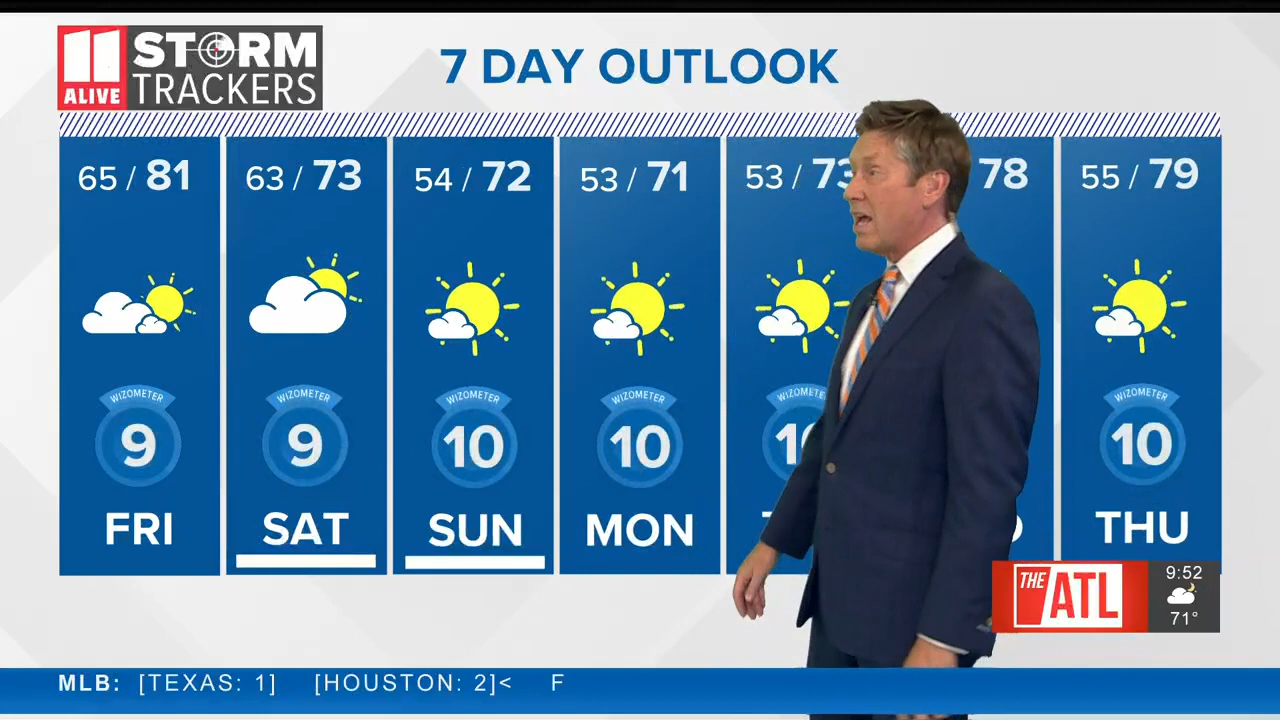 11
ALIVE
STORM
TRACKERS
7 DAY OUTLOOK
65 / 81
63 / 73
54 / 72
53 / 71
53 / 73
78
55 / 79
WIZOMETER
9
WIZOMETER
9
WIZOMETER
10
WIZOMETER
10
10
WIZOMETER
10
FRI
SAT
SUN
MON
THU
THE
ATL
9:52
71°
MLB: [TEXAS: 1] [HOUSTON: 2]< F